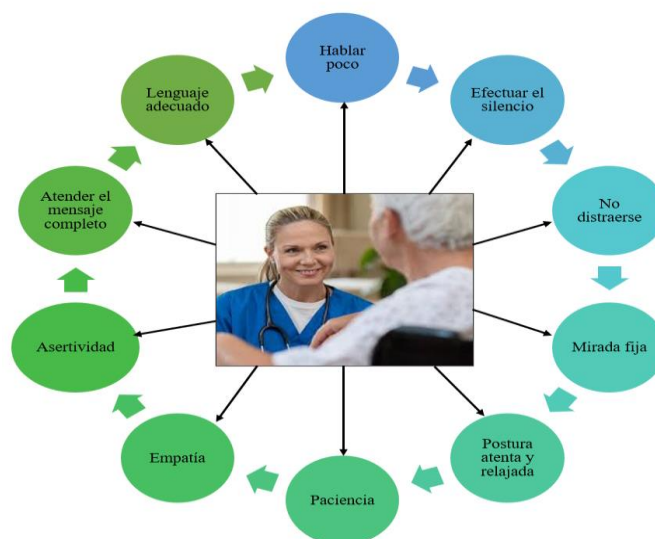 Hablar
poco
Efectuar el
silencio
No
distraerse
Mirada fija
Postura
atenta y
relajada
Paciencia
Empatía
Asertividad
Atender el
mensaje
completo
Lenguaje
adecuado